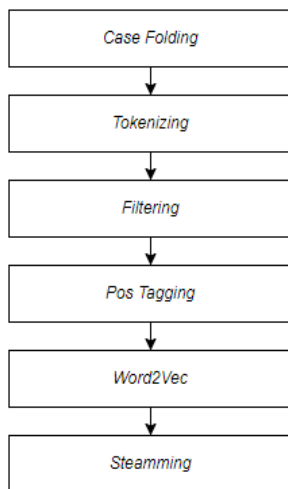 Case Folding
Tokenizing
Filtering
Pos Tagging
Word2Vec
Steamming